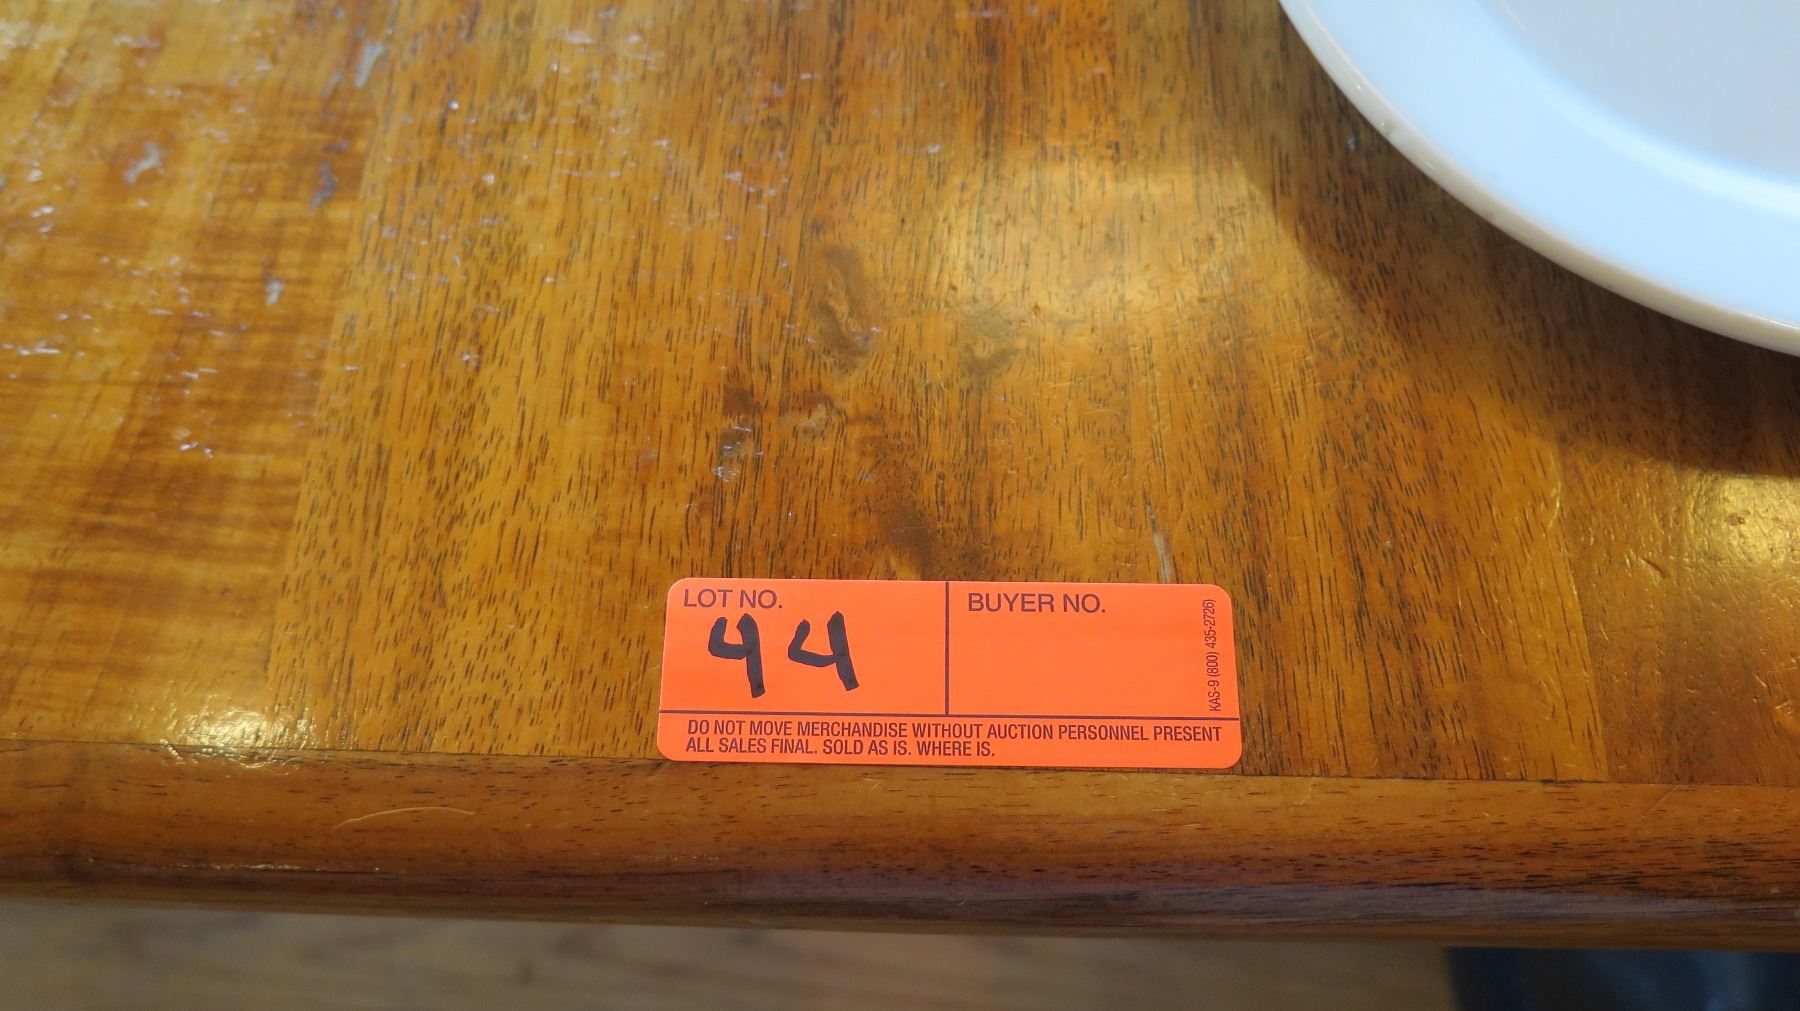 LOT NO.
44
BUYER NO.
KAS-9 (800) 435-2726)
DO NOT MOVE MERCHANDISE WITHOUT AUCTION PERSONNEL PRESENT
ALL SALES FINAL. SOLD AS IS. WHERE IS.